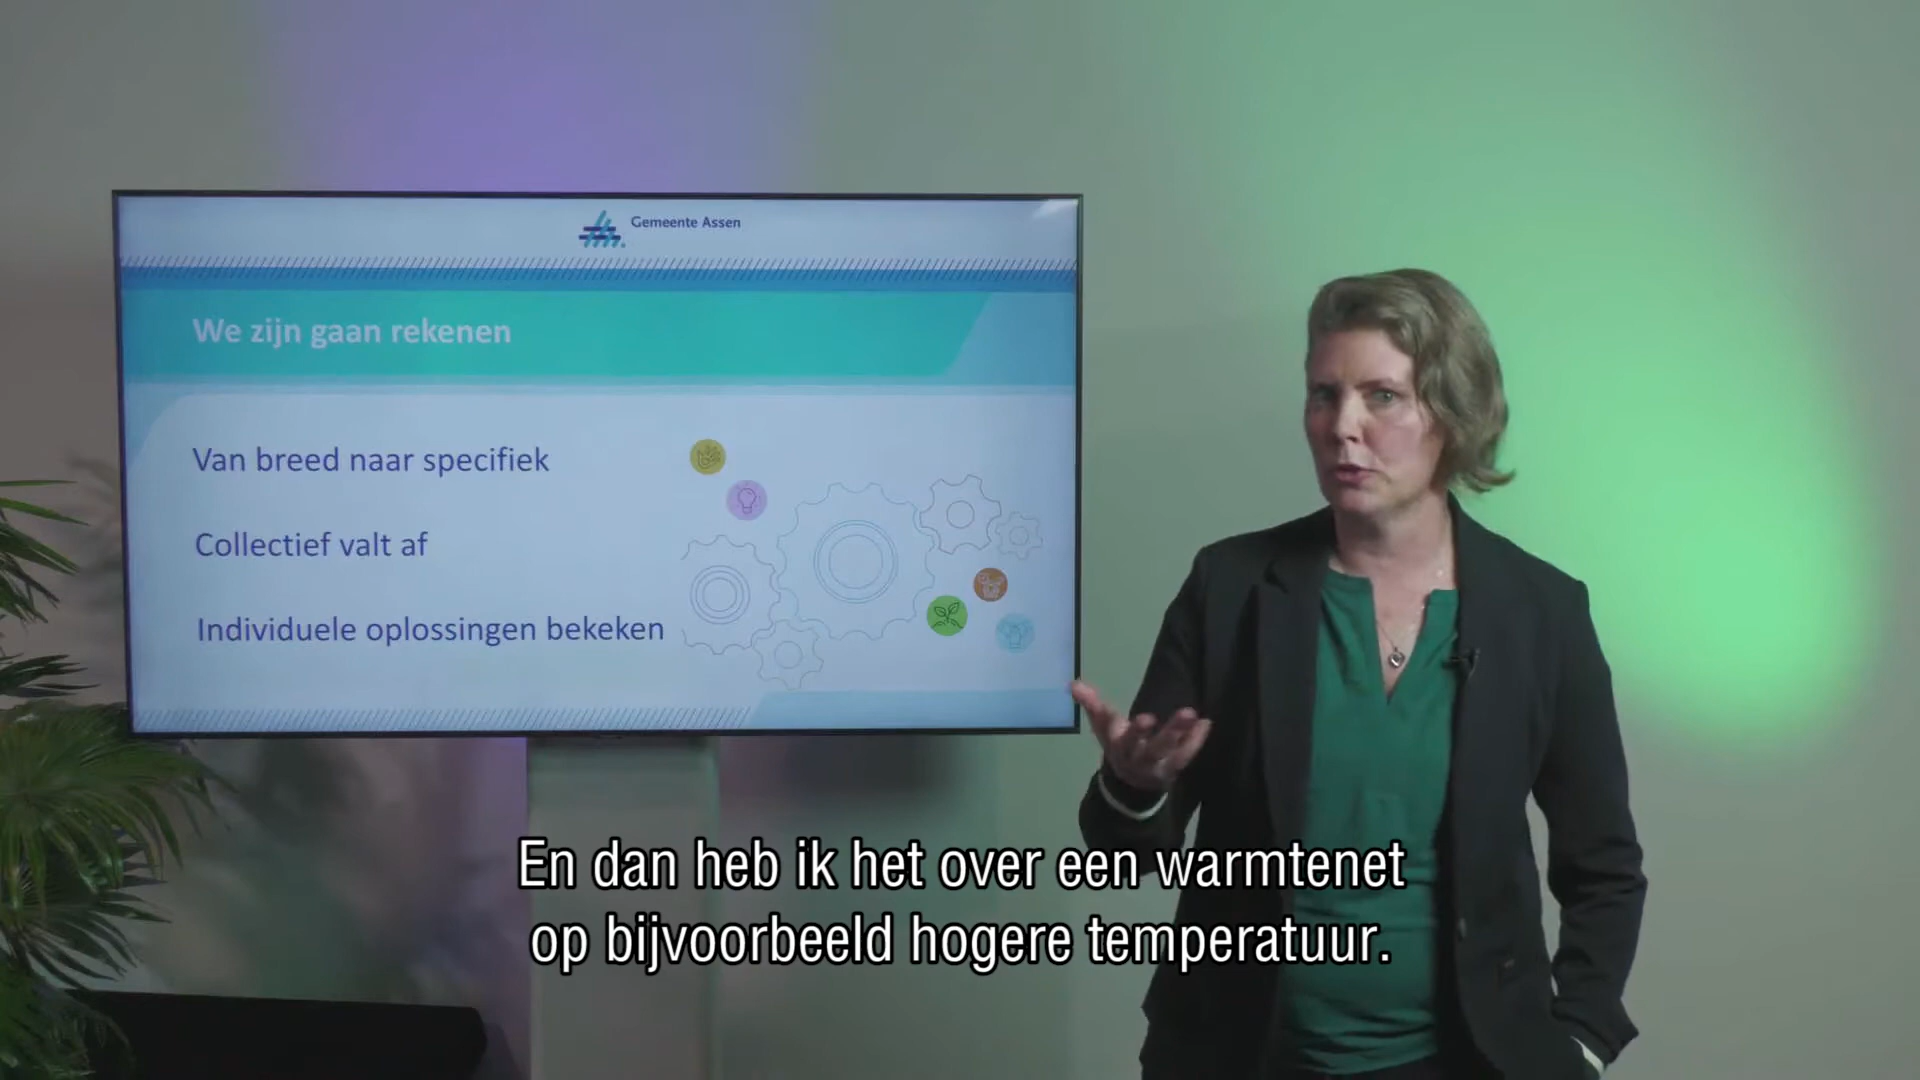 Gemeente Assen
We zijn gaan rekenen
Van breed naar specifiek
Collectief valt af
Individuele oplossingen bekeken
En dan heb ik het over een warmtenet
op bijvoorbeeld hogere temperatuur.